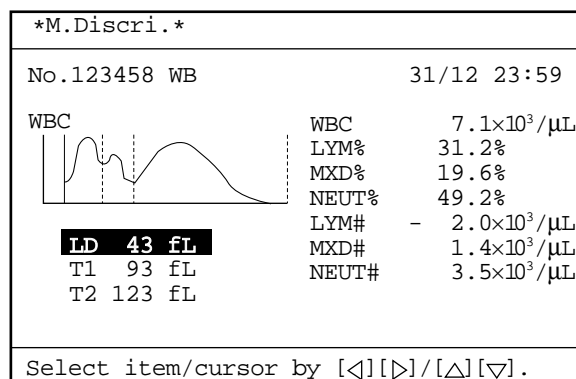 *M.Discri.*
No.123458 WB 31/12 23:59
WBC
WBC 7.1×10³/µL
LYM% 31.2%
MXD% 19.6%
NEUT% 49.2%
LYM# - 2.0×10³/µL
MXD# 1.4×10³/µL
NEUT# 3.5×10³/µL
LD 43 fL
T1 93 fL
T2 123 fL
Select item/cursor by [◁][▷]/[△][▽].